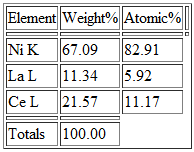 Element Weight% Atomic%
Ni K 67.09 82.91
La L 11.34 5.92
Ce L 21.57 11.17
Totals 100.00